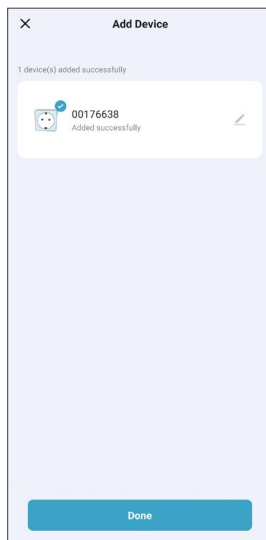 Add Device
1 device(s) added successfully
00176638
Added successfully
Done